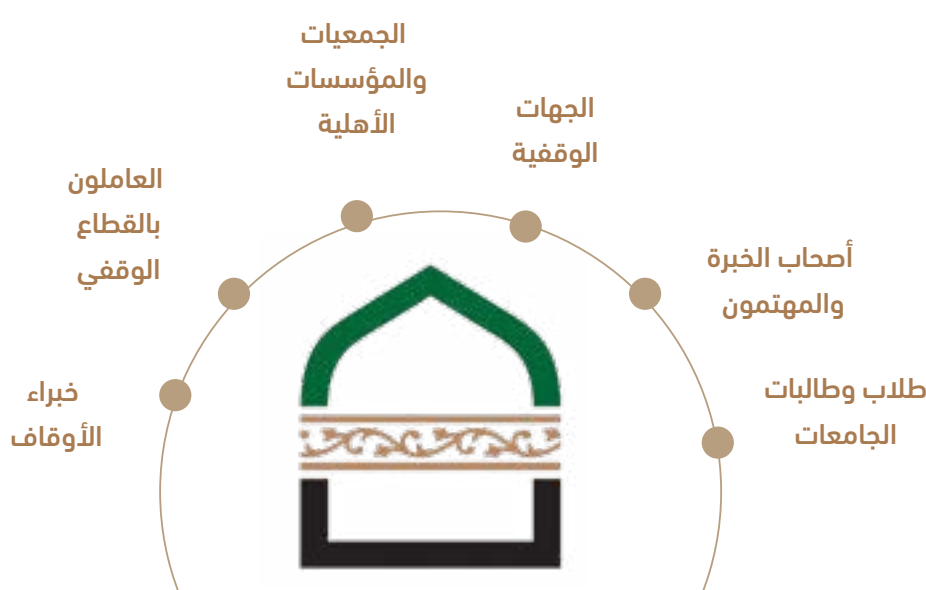 الجمعيات
والمؤسسات
الأهلية
الجهات
الوقفية
العاملون
بالقطاع
الوقفي
أصحاب الخبرة
والمهتمون
خبراء
الأوقاف
طلاب وطالبات
الجامعات